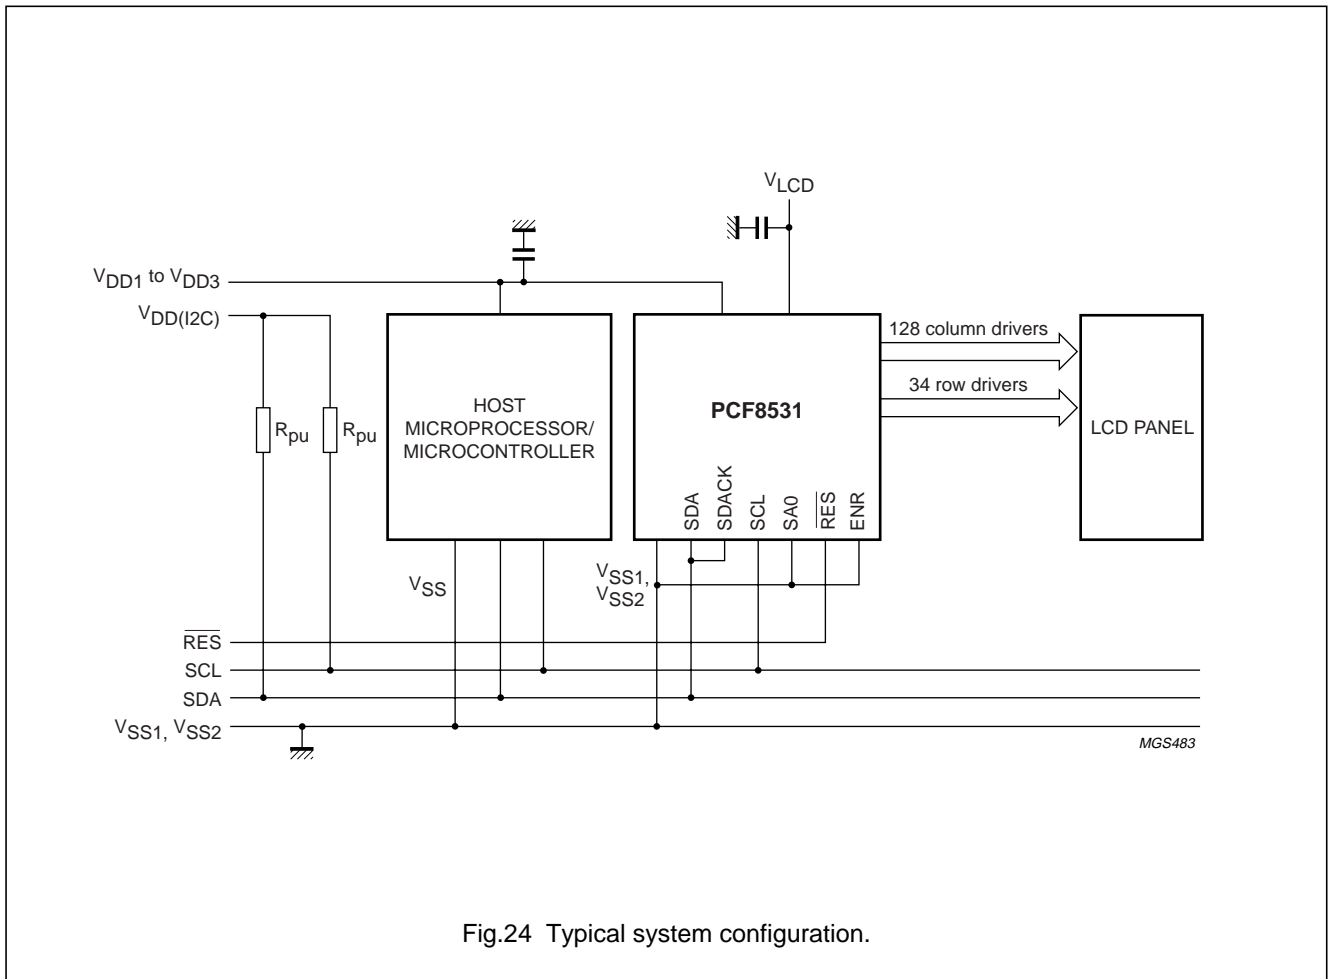 VLCD
VDD1 to VDD3
VDD(I2C)
128 column drivers
34 row drivers
Rpu
Rpu
HOST
MICROPROCESSOR/
MICROCONTROLLER
PCF8531
LCD PANEL
SDA
SDACK
SCL
SA0
RES
ENR
VSS
VSS1,
VSS2
RES
SCL
SDA
VSS1, VSS2
MGS483
Fig.24 Typical system configuration.